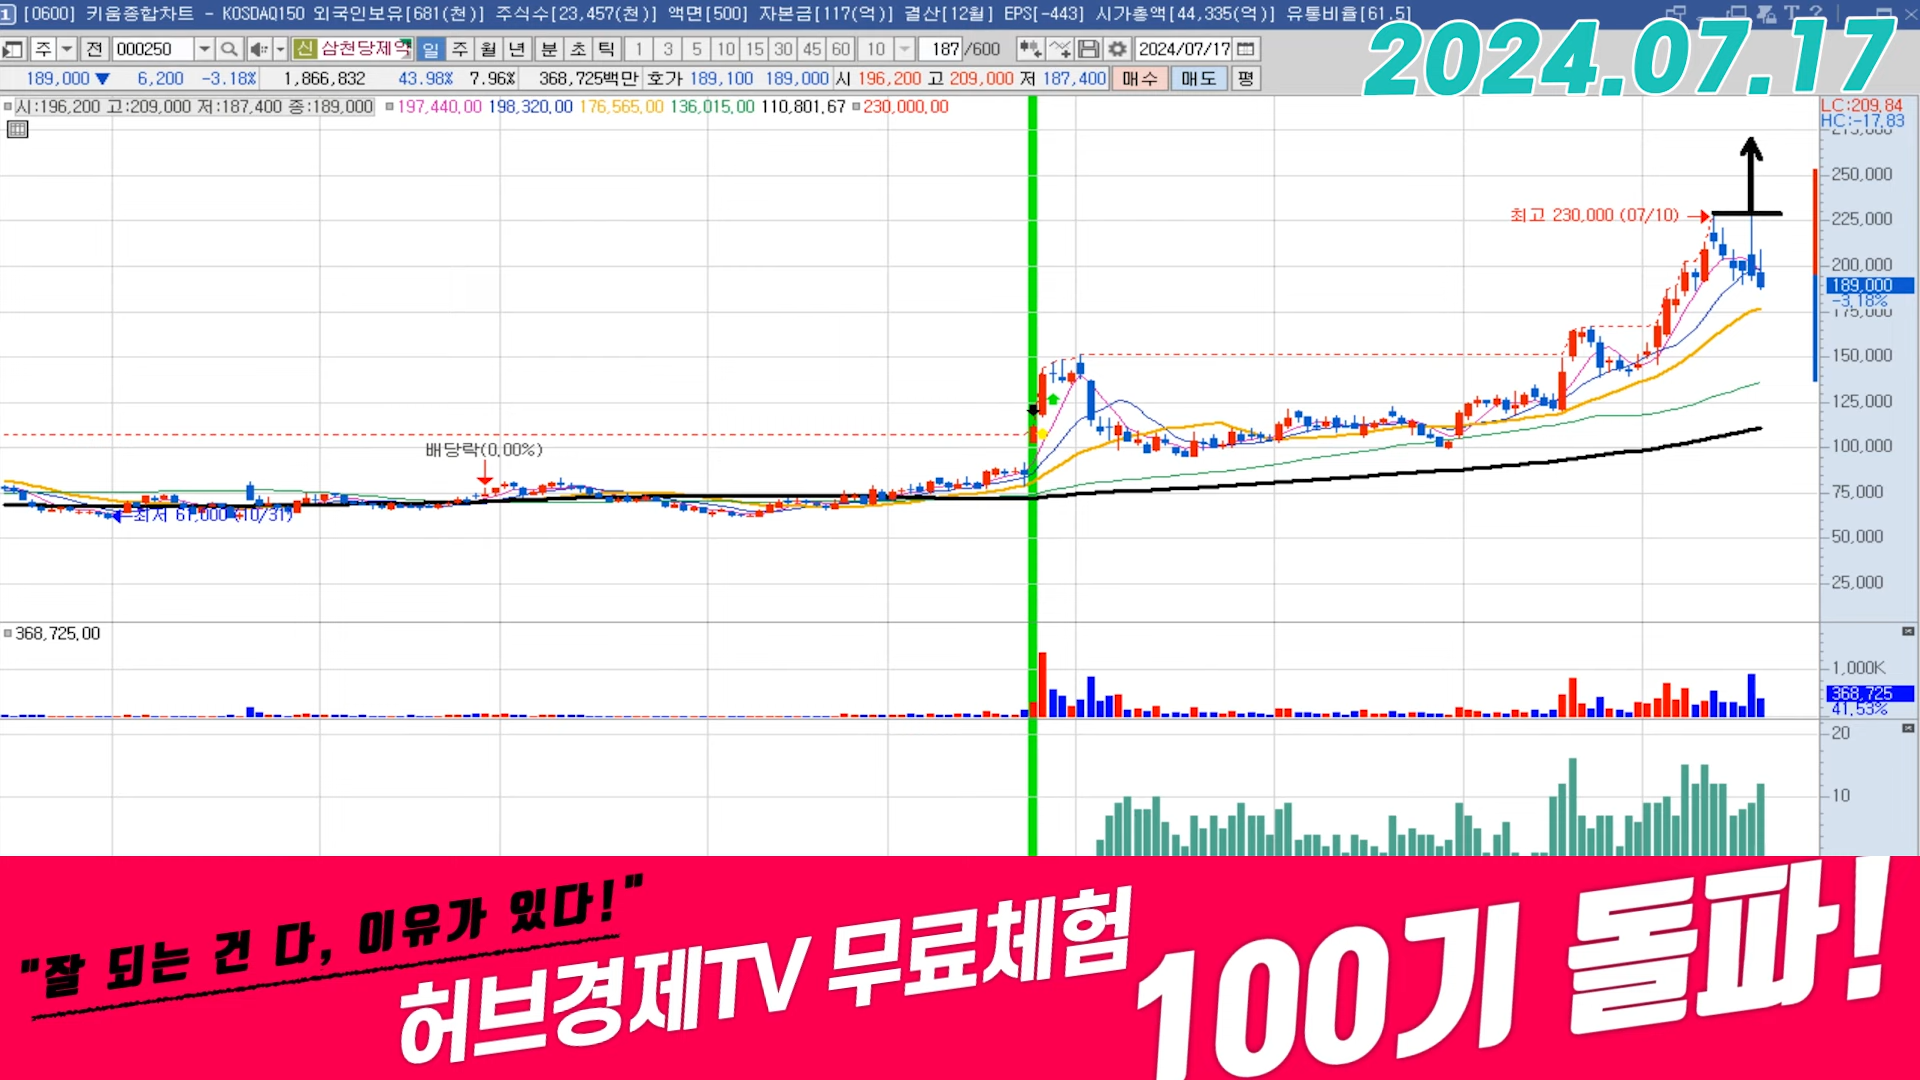 1 [0600] 키움종합차트 - KOSDAQ150 외국인보유[681(천)] 주식수[23,457(천)] 액면[500] 자본금[117(억)] 결산[12월] EPS[-443] 시가총액[44,335(억)] 유통비율[61.5]
2024.07.17
주 전 000250 신 삼천당제약 일 주 월 년 분 초 틱 1 3 5 10 15 30 45 60 10 187 /600 2024/07/17
189,000 ▼ 6,200 -3.18% 1,866,832 43.98% 7.96% 368,725백만 호가 189,100 189,000 시 196,200 고 209,000 저 187,400 매수 매도 평
시:196,200 고:209,000 저:187,400 종:189,000 197,440.00 198,320.00 176,565.00 136,015.00 110,801.67 230,000.00
LC:209.84
HC:-17.83
275,000
250,000
최고 230,000 (07/10)
225,000
200,000
189,000
-3.18%
175,000
150,000
125,000
100,000
배당락(0.00%)
75,000
최저 61,000 (10/31)
50,000
25,000
368,725.00
1,000K
368,725
41.53%
20
10
"잘 되는 건 다, 이유가 있다!"
허브경제TV 무료체험
100기 돌파!